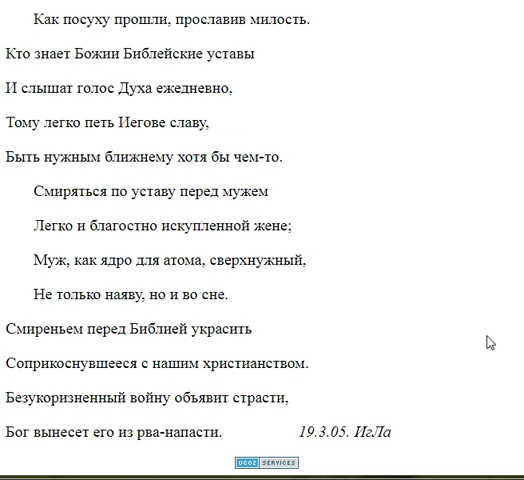 Как посуху прошли, прославив милость.
Кто знает Божии Библейские уставы
И слышат голос Духа ежедневно,
Тому легко петь Иегове славу,
Быть нужным ближнему хотя бы чем-то.
Смиряться по уставу перед мужем
Легко и благостно искупленной жене;
Муж, как ядро для атома, сверхнужный,
Не только наяву, но и во сне.
Смиреньем перед Библией украсить
Соприкоснувшееся с нашим христианством.
Безукоризненный войну объявит страсти,
Бог вынесет его из рва-напасти. 19.3.05. ИгЛа
UCOZ SERVICES